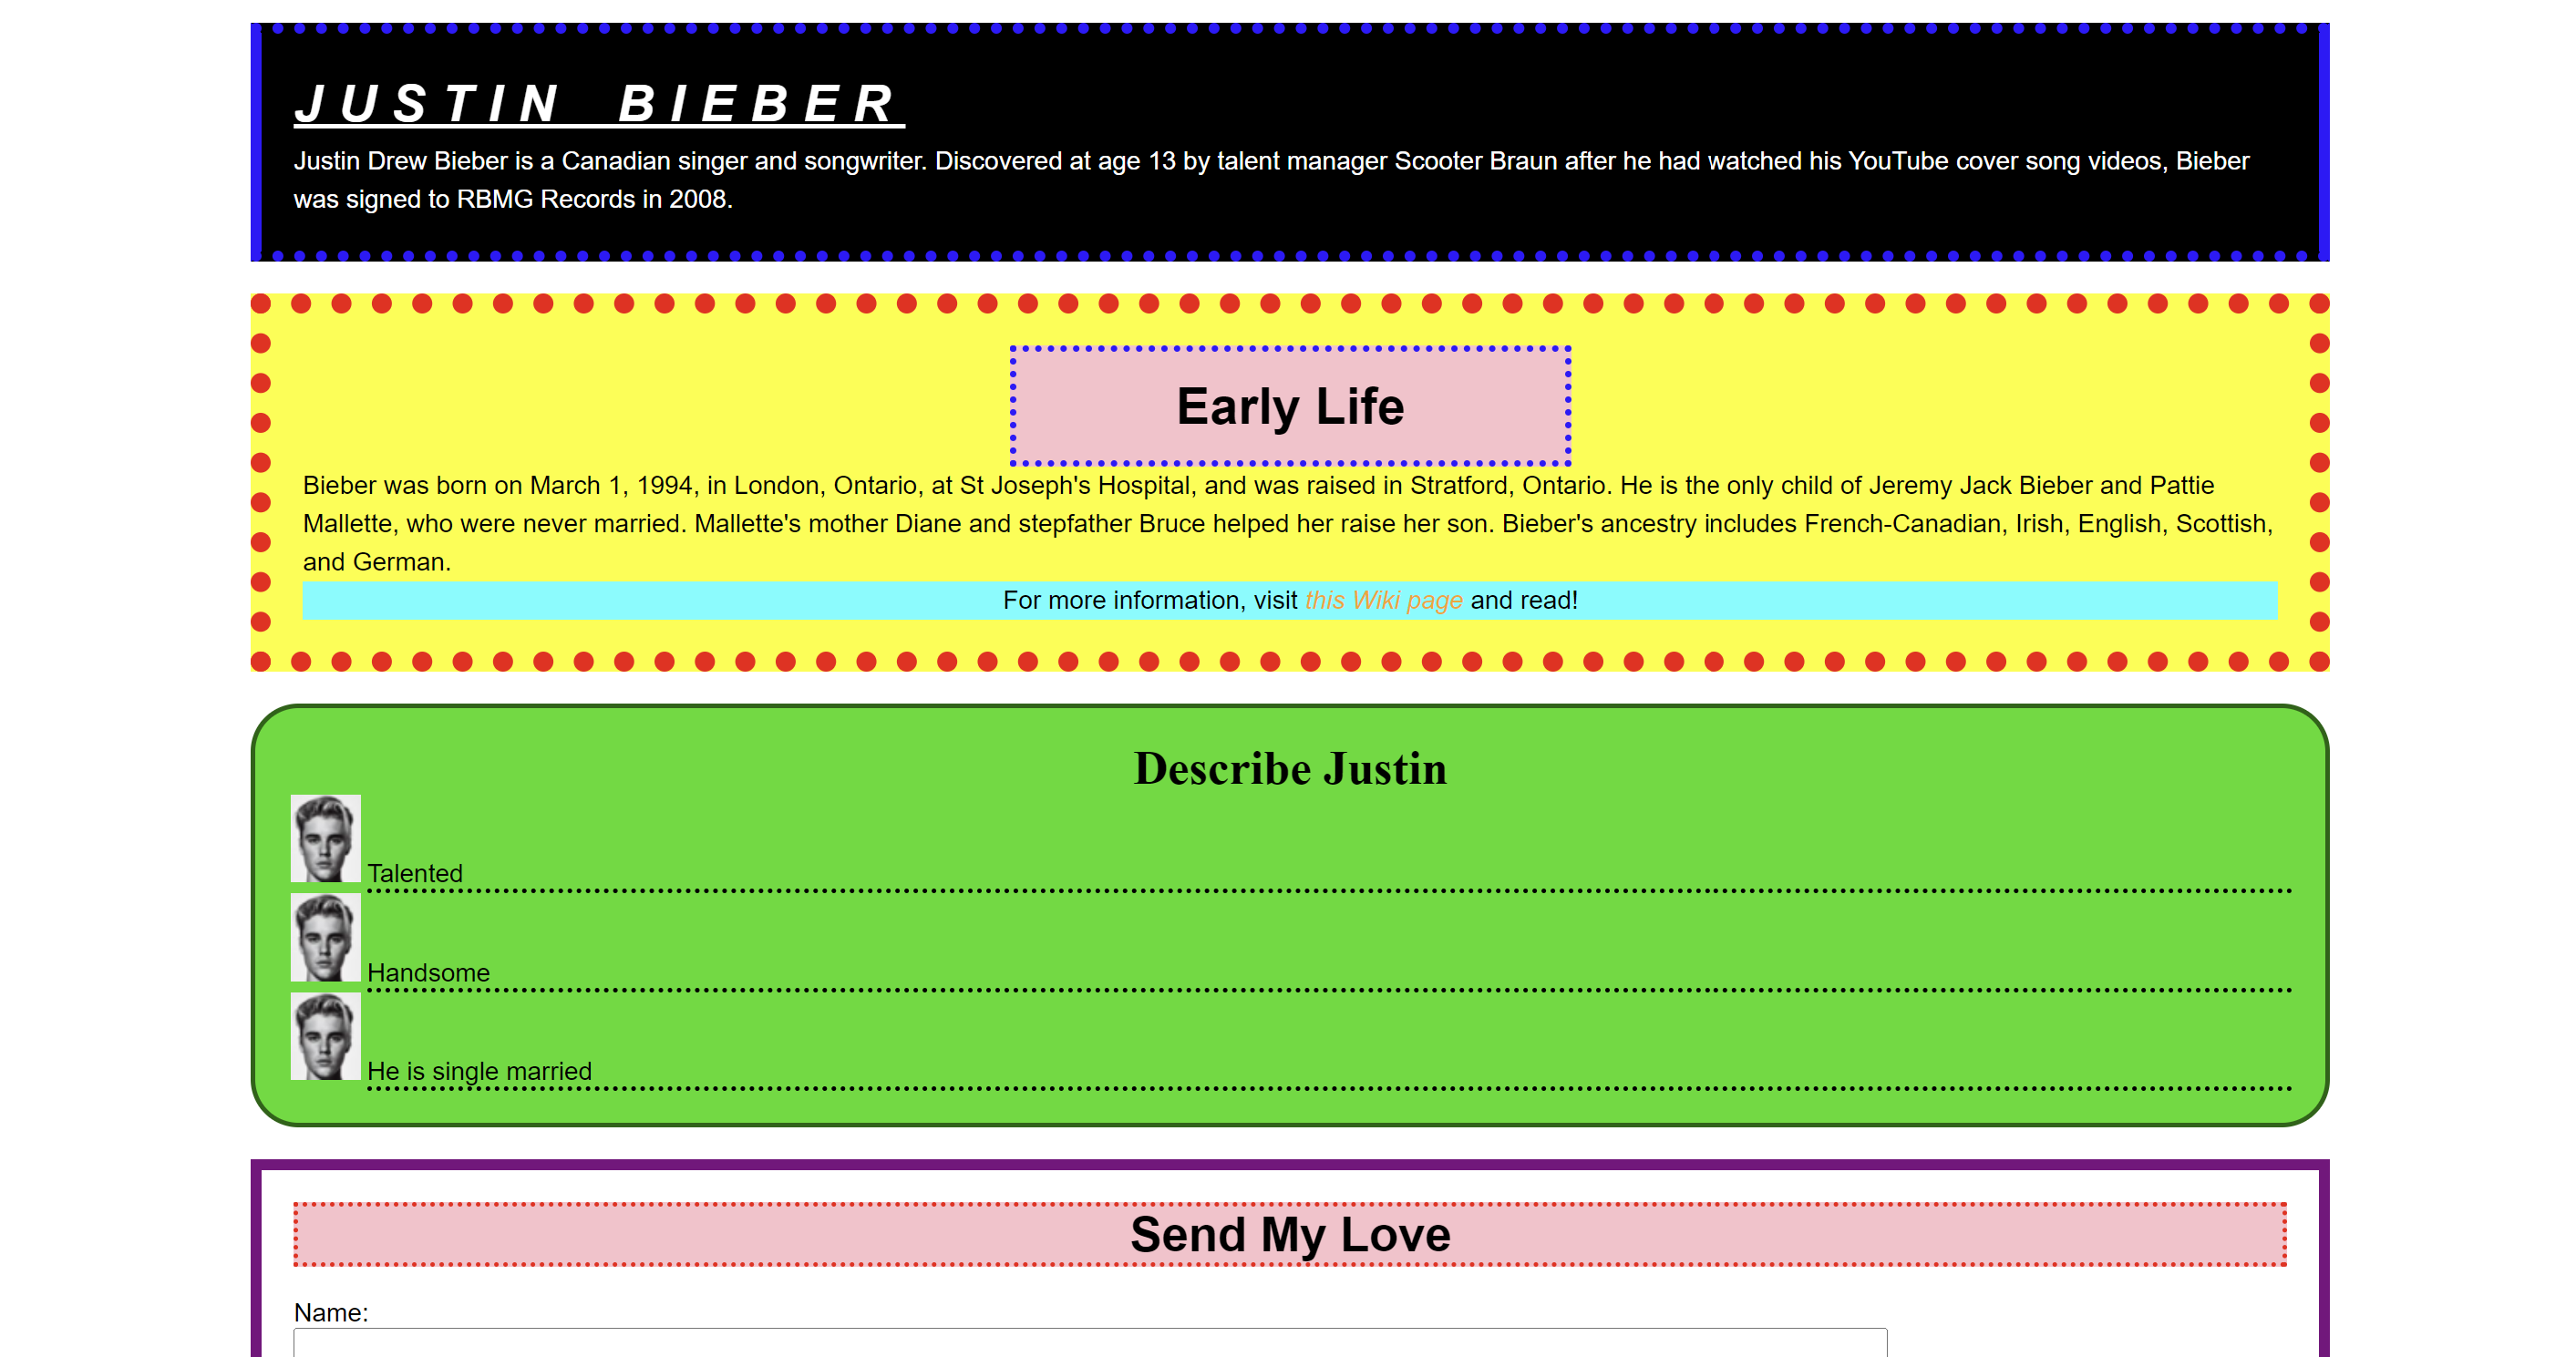 JUSTIN BIEBER
Justin Drew Bieber is a Canadian singer and songwriter. Discovered at age 13 by talent manager Scooter Braun after he had watched his YouTube cover song videos, Bieber
was signed to RBMG Records in 2008.
Early Life
Bieber was born on March 1, 1994, in London, Ontario, at St Joseph's Hospital, and was raised in Stratford, Ontario. He is the only child of Jeremy Jack Bieber and Pattie
Mallette, who were never married. Mallette's mother Diane and stepfather Bruce helped her raise her son. Bieber's ancestry includes French-Canadian, Irish, English, Scottish,
and German.
For more information, visit this Wiki page and read!
Describe Justin
Talented
Handsome
He is single married
Send My Love
Name: